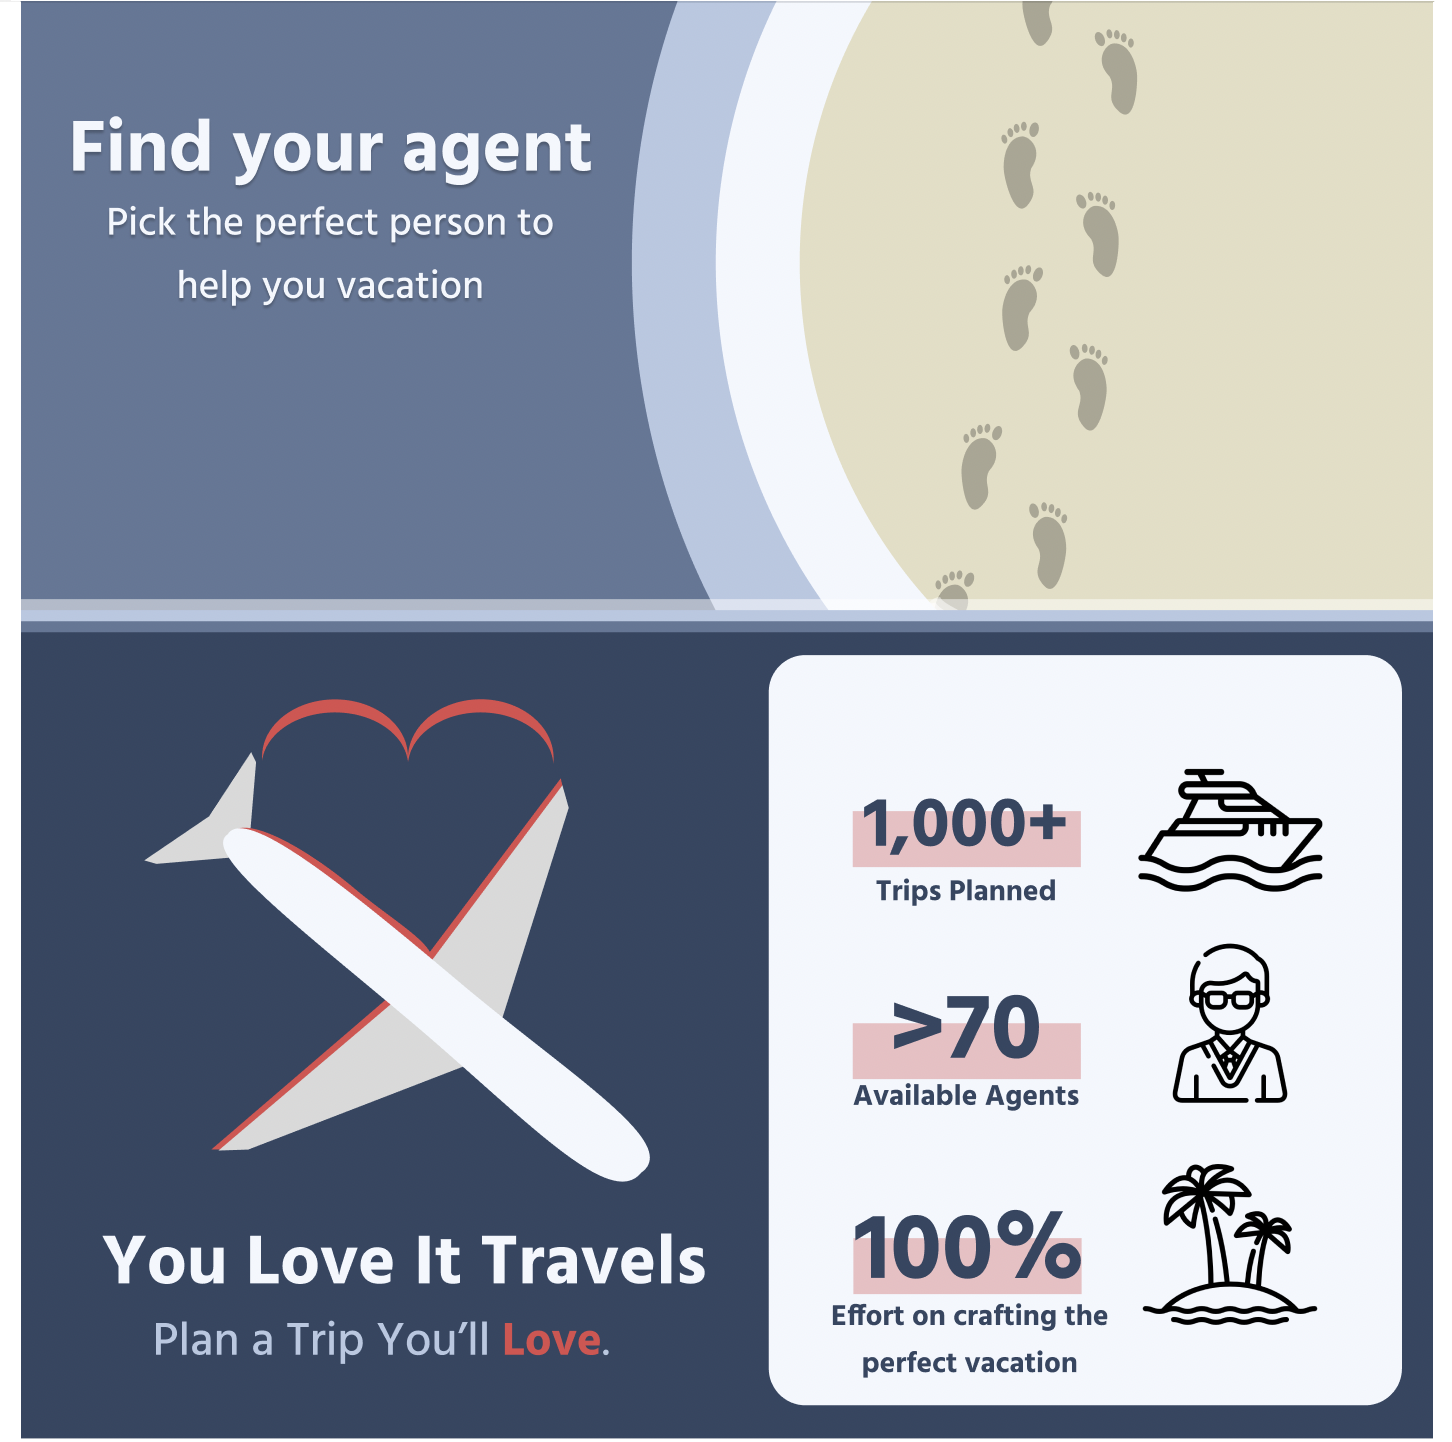 Find your agent
Pick the perfect person to
help you vacation
You Love It Travels
Plan a Trip You’ll Love.
1,000+
Trips Planned
>70
Available Agents
100%
Effort on crafting the
perfect vacation